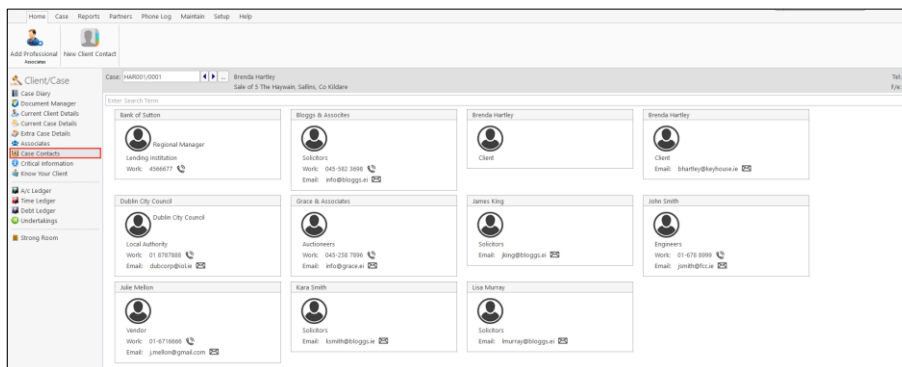 Home Case Reports Partners Phone Log Maintain Setup Help
Add Professional New Client Contact
Associates
Client/Case
Case Diary
Document Manager
Current Client Details
Current Case Details
Extra Case Details
Associates
Case Contacts
Critical Information
Know Your Client
A/c Ledger
Time Ledger
Debt Ledger
Undertakings
Strong Room
Case: HAR001/0001 ... Brenda Hartley Tel:
Sale of 5 The Haywain, Sallins, Co Kildare
Enter Search Term
Bank of Sutton
Regional Manager
Lending Institution
Work: 4566677
Bloggs & Assocites
Solicitors
Work: 045-582 3698
Email: info@bloggs.ei
Brenda Hartley
Client
Brenda Hartley
Client
Email: bhartley@keyhouse.ie
Dublin City Council
Dublin City Council
Local Authority
Work: 01 8787888
Email: dubcorp@iol.ie
Grace & Associates
Auctioneers
Work: 045-258 7896
Email: info@grace.ei
James King
Solicitors
Email: jking@bloggs.ei
John Smith
Engineers
Work: 01-678 8999
Email: jsmith@fcc.ie
Julie Mellon
Vendor
Work: 01-6716666
Email: j.mellon@gmail.com
Kara Smith
Solicitors
Email: ksmith@bloggs.ie
Lisa Murray
Solicitors
Email: lmurray@bloggs.ei